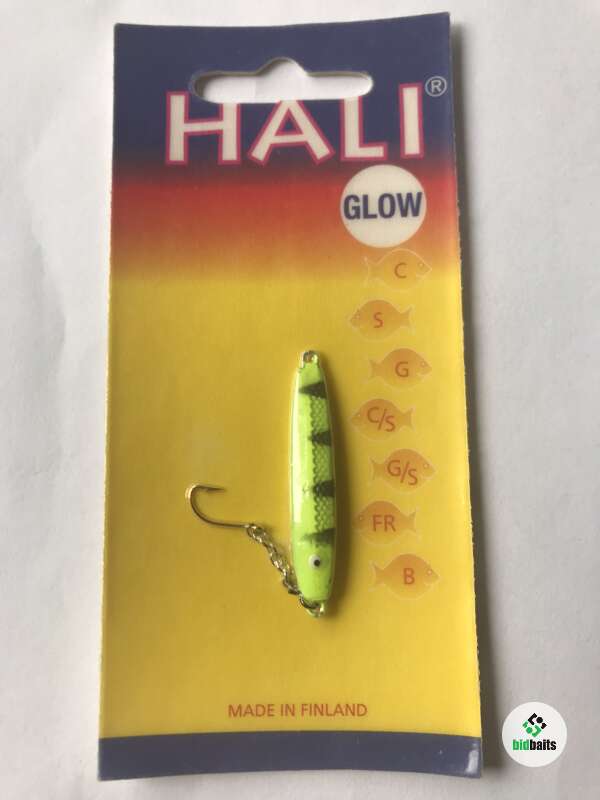 HALI®
GLOW
C
S
G
C/S
G/S
FR
B
MADE IN FINLAND
bidbaits